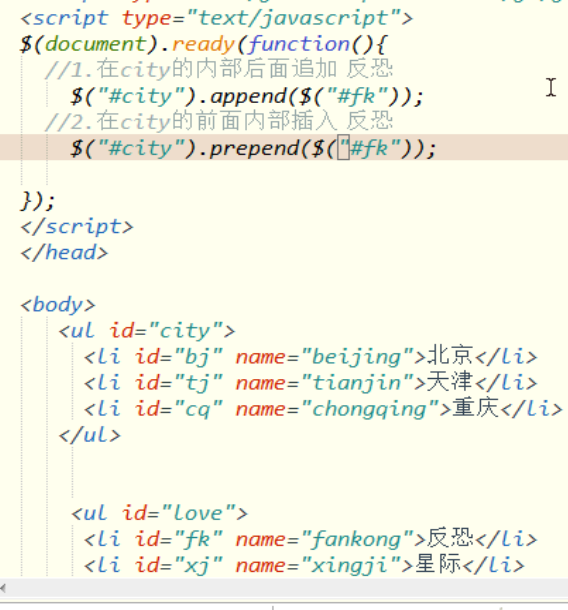 <script type="text/javascript">
$(document).ready(function(){
//1.在city的内部后面追加 反恐
$("#city").append($("#fk"));
//2.在city的前面内部插入 反恐
$("#city").prepend($("#fk"));
});
</script>
</head>
<body>
<ul id="city">
<li id="bj" name="beijing">北京</li>
<li id="tj" name="tianjin">天津</li>
<li id="cq" name="chongqing">重庆</li>
</ul>
<ul id="love">
<li id="fk" name="fankong">反恐</li>
<li id="xj" name="xingji">星际</li>